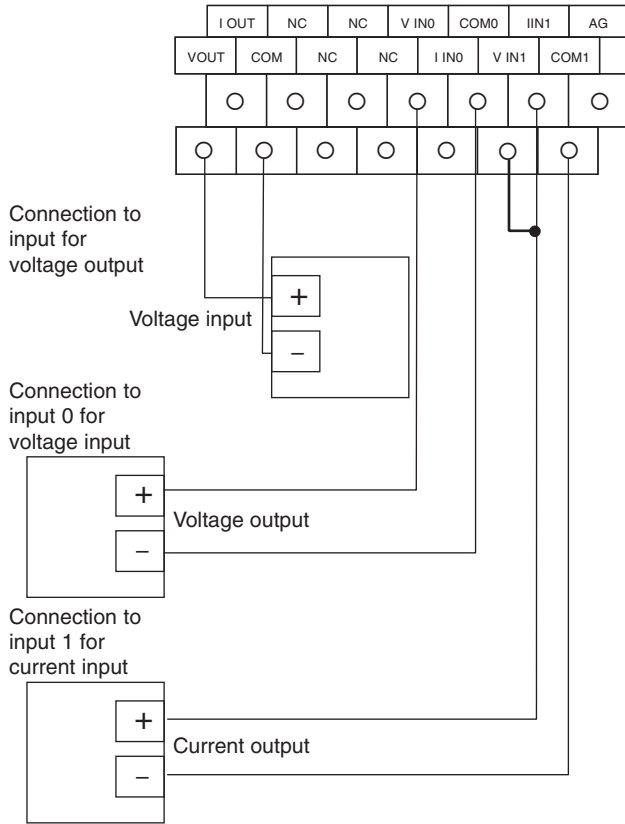 I OUT NC NC V IN0 COM0 IIN1 AG
VOUT COM NC NC I IN0 V IN1 COM1
Connection to
input for
voltage output
+
Voltage input
−
Connection to
input 0 for
voltage input
+
Voltage output
−
Connection to
input 1 for
current input
+
Current output
−